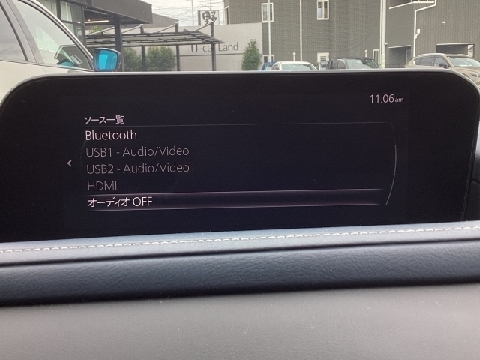 11:06AM
ソース一覧
Bluetooth
USB1 - Audio/Video
USB2 - Audio/Video
HDMI
オーディオ OFF